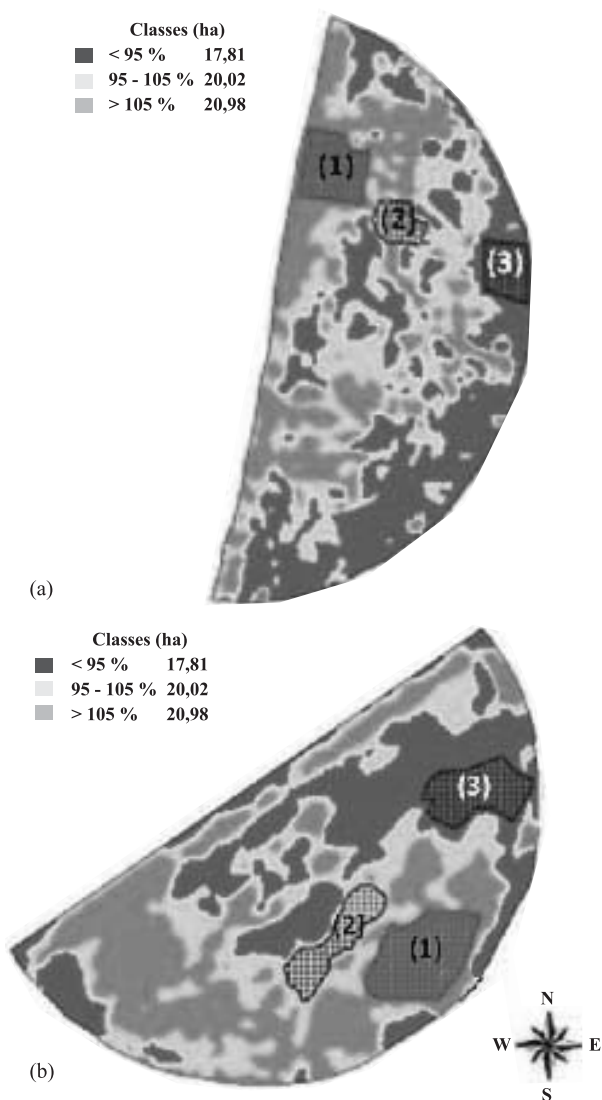 Classes (ha)
< 95 % 17,81
95 - 105 % 20,02
> 105 % 20,98
(1)
(2)
(3)
(a)
Classes (ha)
< 95 % 17,81
95 - 105 % 20,02
> 105 % 20,98
(3)
(2)
(1)
N
W E
S
(b)